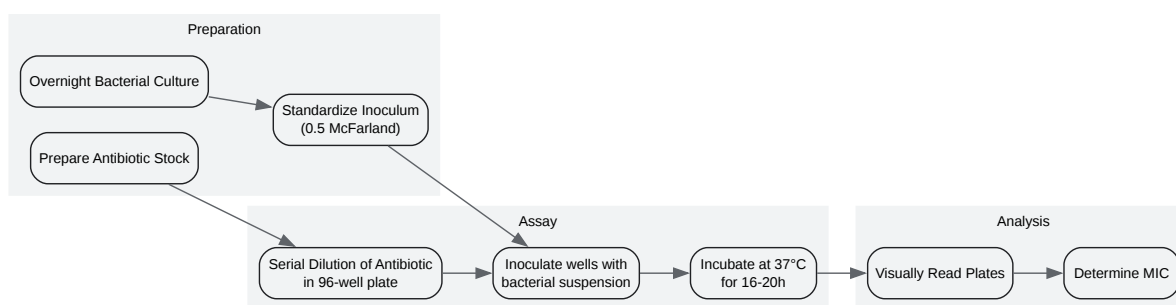 Preparation
Overnight Bacterial Culture
Standardize Inoculum
(0.5 McFarland)
Prepare Antibiotic Stock
Assay
Serial Dilution of Antibiotic
in 96-well plate
Inoculate wells with
bacterial suspension
Incubate at 37°C
for 16-20h
Analysis
Visually Read Plates
Determine MIC